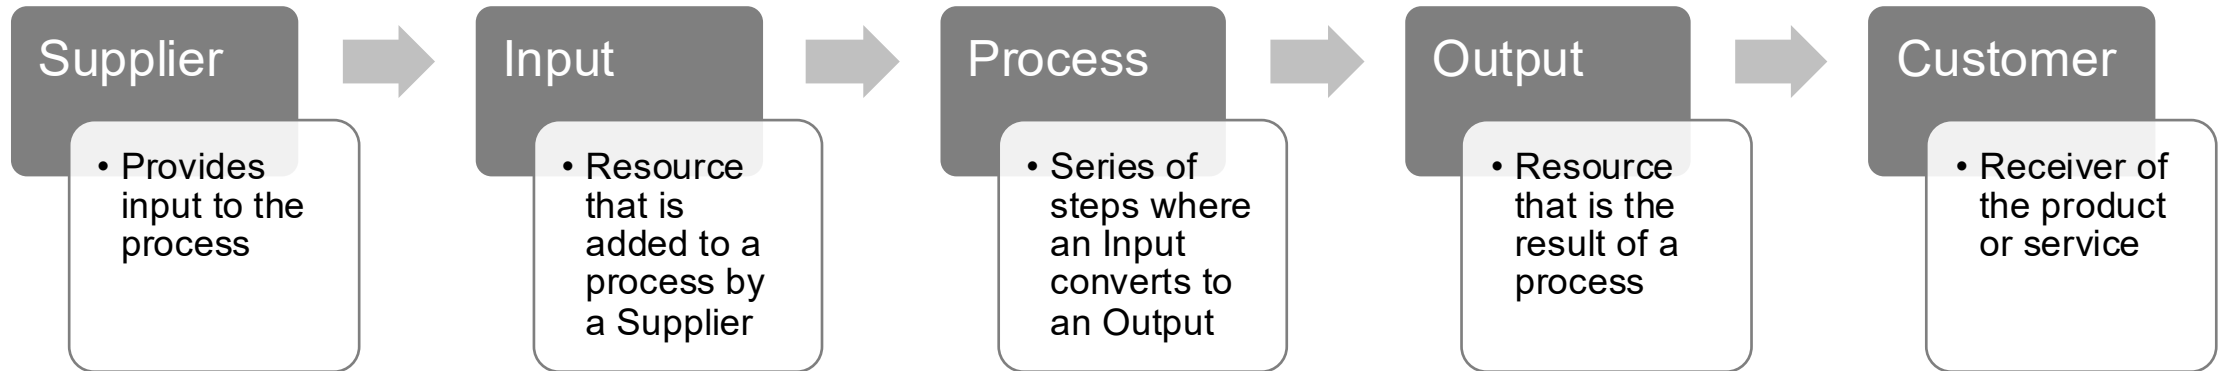 Supplier
• Provides
input to the
process
Input
• Resource
that is
added to a
process by
a Supplier
Process
• Series of
steps where
an Input
converts to
an Output
Output
• Resource
that is the
result of a
process
Customer
• Receiver of
the product
or service